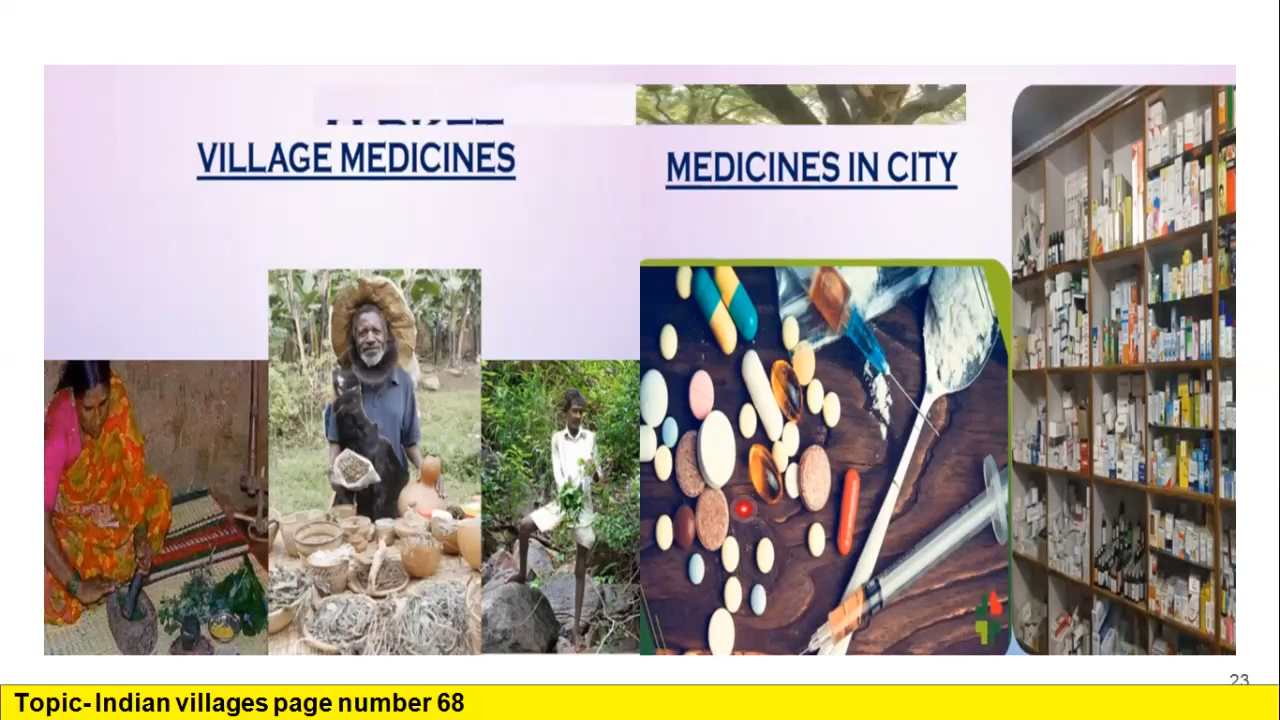 VILLAGE MEDICINES
MEDICINES IN CITY
23
Topic- Indian villages page number 68